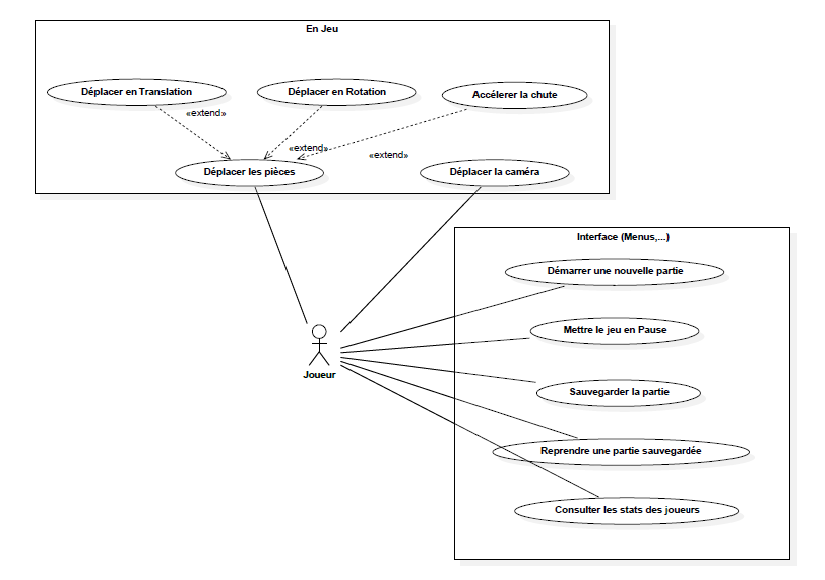 En Jeu
Déplacer en Translation
Déplacer en Rotation
Accélerer la chute
«extend»
«extend»
«extend»
Déplacer les pièces
Déplacer la caméra
Interface (Menus,...)
Démarrer une nouvelle partie
Mettre le jeu en Pause
Joueur
Sauvegarder la partie
Reprendre une partie sauvegardée
Consulter les stats des joueurs